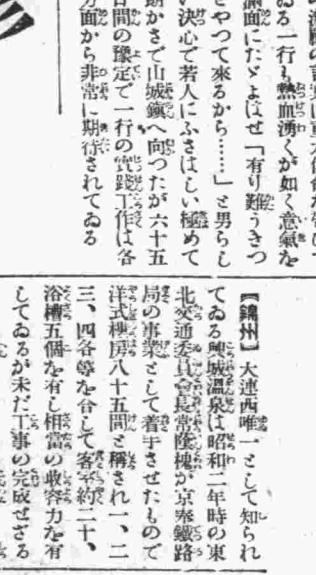 ゐる一行も熱血湧くが如く意氣を
滿面にたゞよはせ「有り難うきつ
とやつて來るから……」と男らし
い決心で若人にふさはしい極めて
朗かさで山城鎭へ向つたが六十五
日間の豫定で一行の實踐工作は各
方面から非常に期待されてゐる
【錦州】大連西唯一として知られ
てゐる興城溫泉は昭和二年時の東
北交通委員會長常蔭槐が京奉鐵路
局の事業として着手させたもので
洋式樓房八十五間と稱され一、二
三、四各等を合して客室約二十、
浴槽五個を有し相當の收容力を有
してゐるが未だ工事の完成せざる